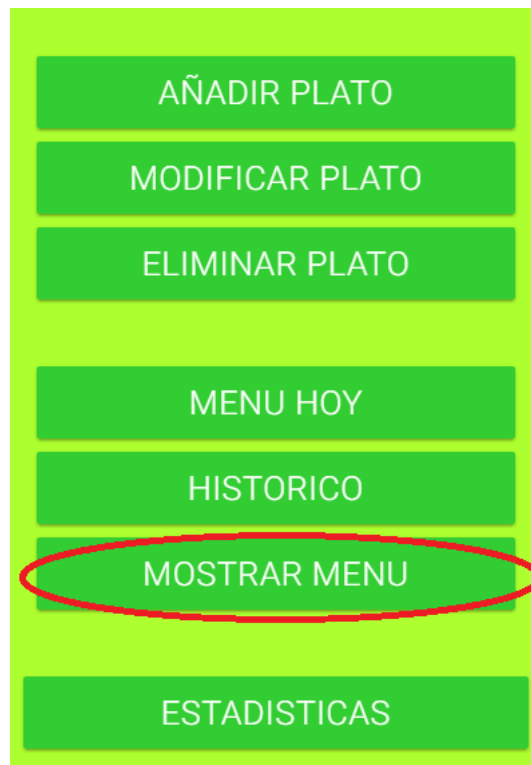 AÑADIR PLATO
MODIFICAR PLATO
ELIMINAR PLATO
MENU HOY
HISTORICO
MOSTRAR MENU
ESTADISTICAS